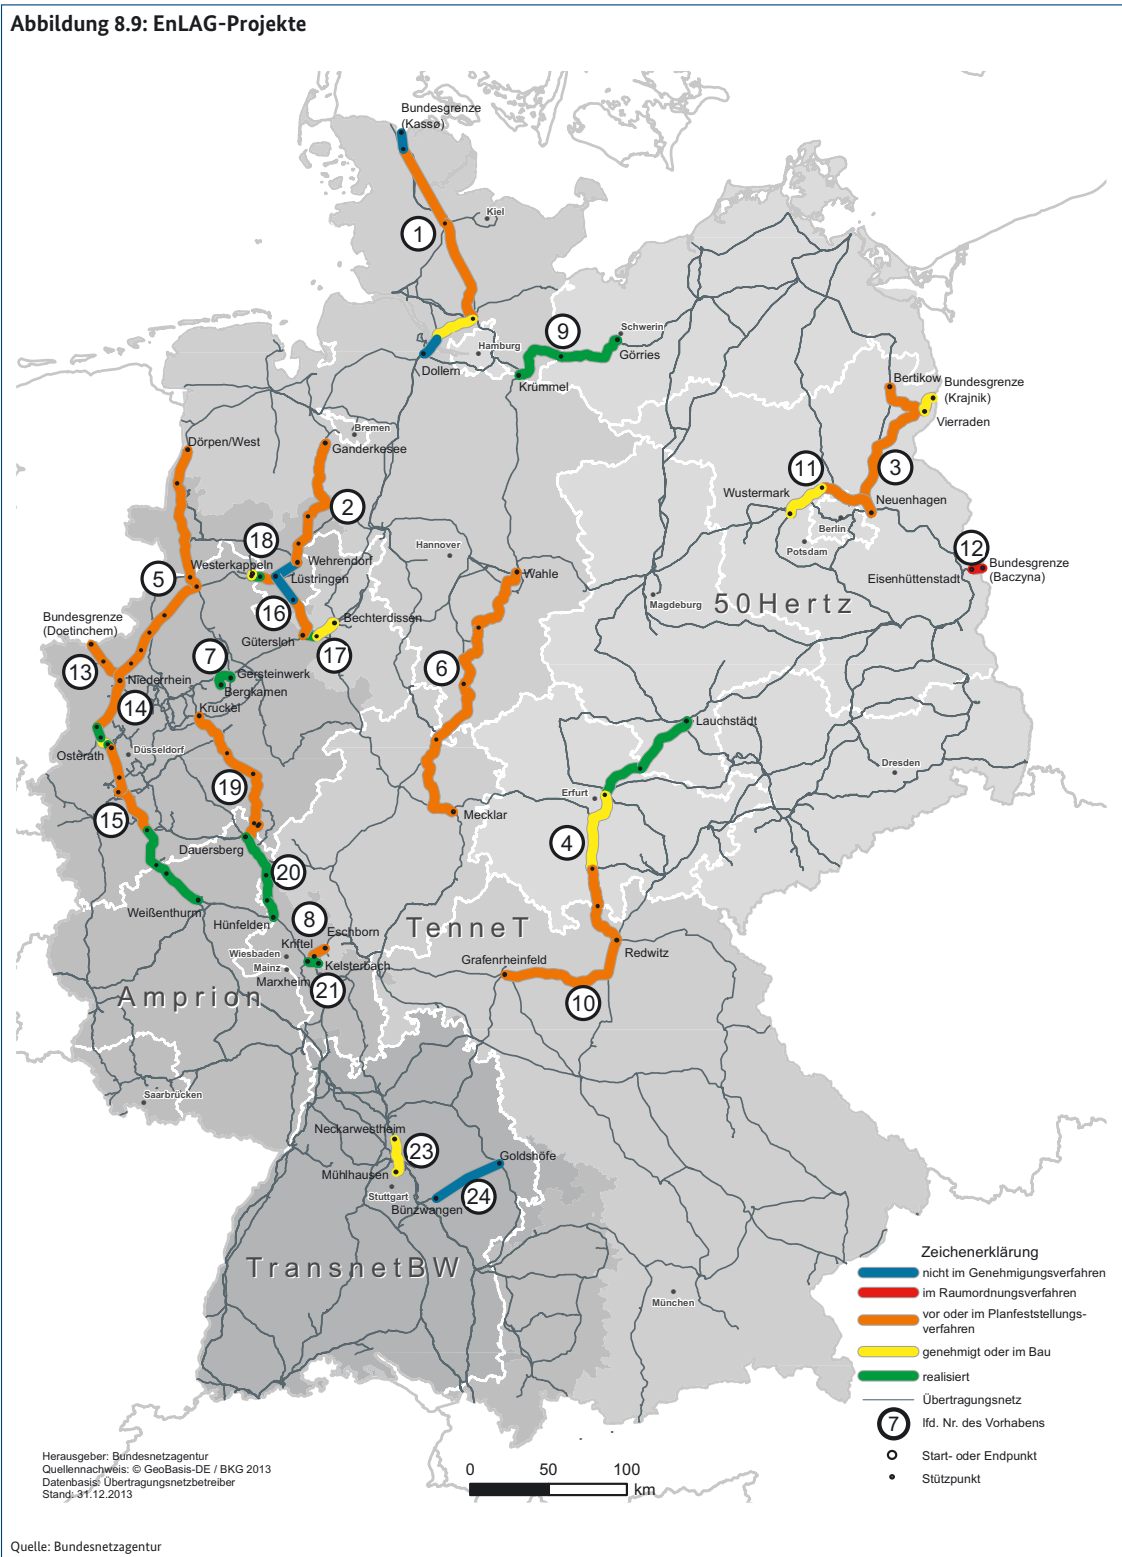 Abbildung 8.9: EnLAG-Projekte
Bundesgrenze
(Kassø)
Kiel
1
9
Schwerin
Görries
Hamburg
Dollern
Krümmel
Bertikow
Bundesgrenze
(Krajnik)
Vierraden
Bremen
Ganderkesee
Dörpen/West
11
3
Wustermark
Neuenhagen
2
Berlin
Potsdam
18
Hannover
12
Westerkappeln
Wehrendorf
Lüstringen
Wahle
Bundesgrenze
(Baczyna)
Eisenhüttenstadt
5
16
Magdeburg
50Hertz
Bundesgrenze
(Doetinchem)
Bechterdissen
Gütersloh
17
13
7
Gersteinwerk
Bergkamen
6
Niederrhein
14
Kruckel
Lauchstädt
Osterath
Düsseldorf
Dresden
19
Erfurt
Mecklar
15
4
Dauersberg
20
Weißenthurm
Hünfelden
8
TenneT
Eschborn
Kriftel
Wiesbaden
Mainz
Kelsterbach
Marxheim
21
Redwitz
Grafenrheinfeld
10
Amprion
Saarbrücken
Neckarwestheim
23
Mühlhausen
Goldshöfe
Stuttgart
24
Bünzwangen
TransnetBW
München
Zeichenerklärung
nicht im Genehmigungsverfahren
im Raumordnungsverfahren
vor oder im Planfeststellungs-
verfahren
genehmigt oder im Bau
realisiert
Übertragungsnetz
7
lfd. Nr. des Vorhabens
Start- oder Endpunkt
Stützpunkt
Herausgeber: Bundesnetzagentur
Quellennachweis: © GeoBasis-DE / BKG 2013
Datenbasis: Übertragungsnetzbetreiber
Stand: 31.12.2013
0 50 100
km
Quelle: Bundesnetzagentur